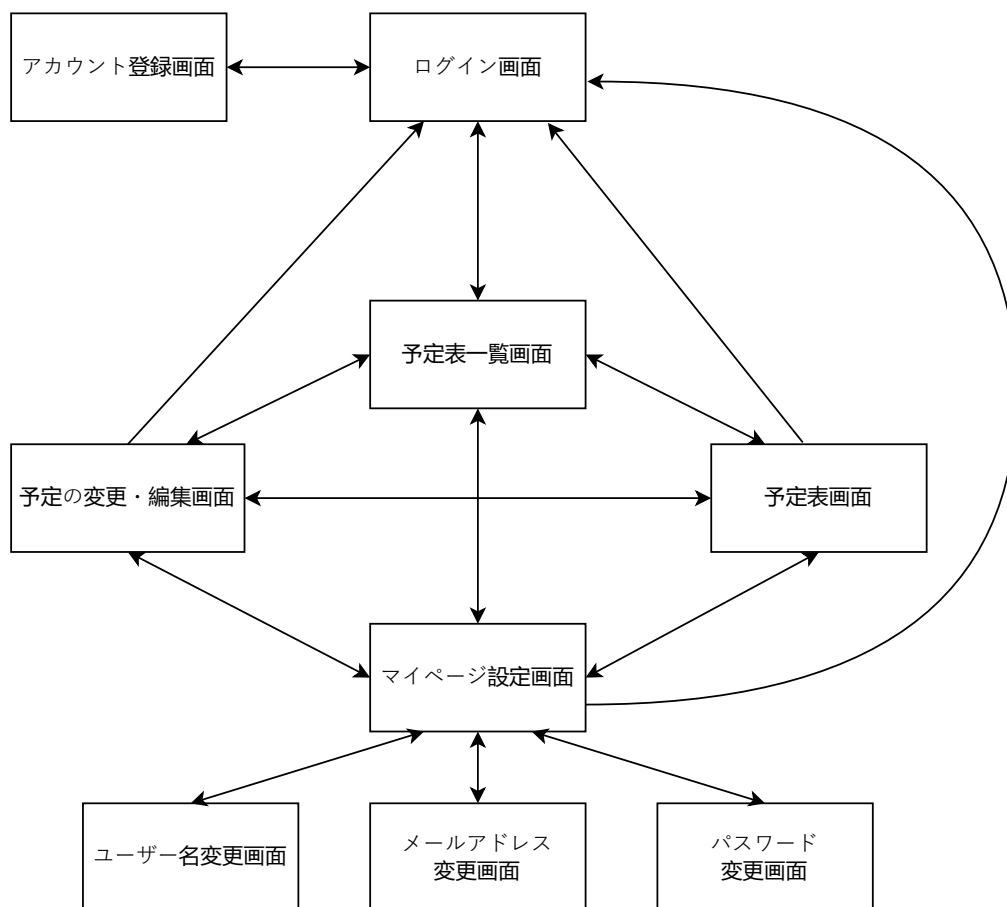 アカウント登録画面
ログイン画面
予定表一覧画面
予定の変更・編集画面
予定表画面
マイページ設定画面
ユーザー名変更画面
メールアドレス
変更画面
パスワード
変更画面